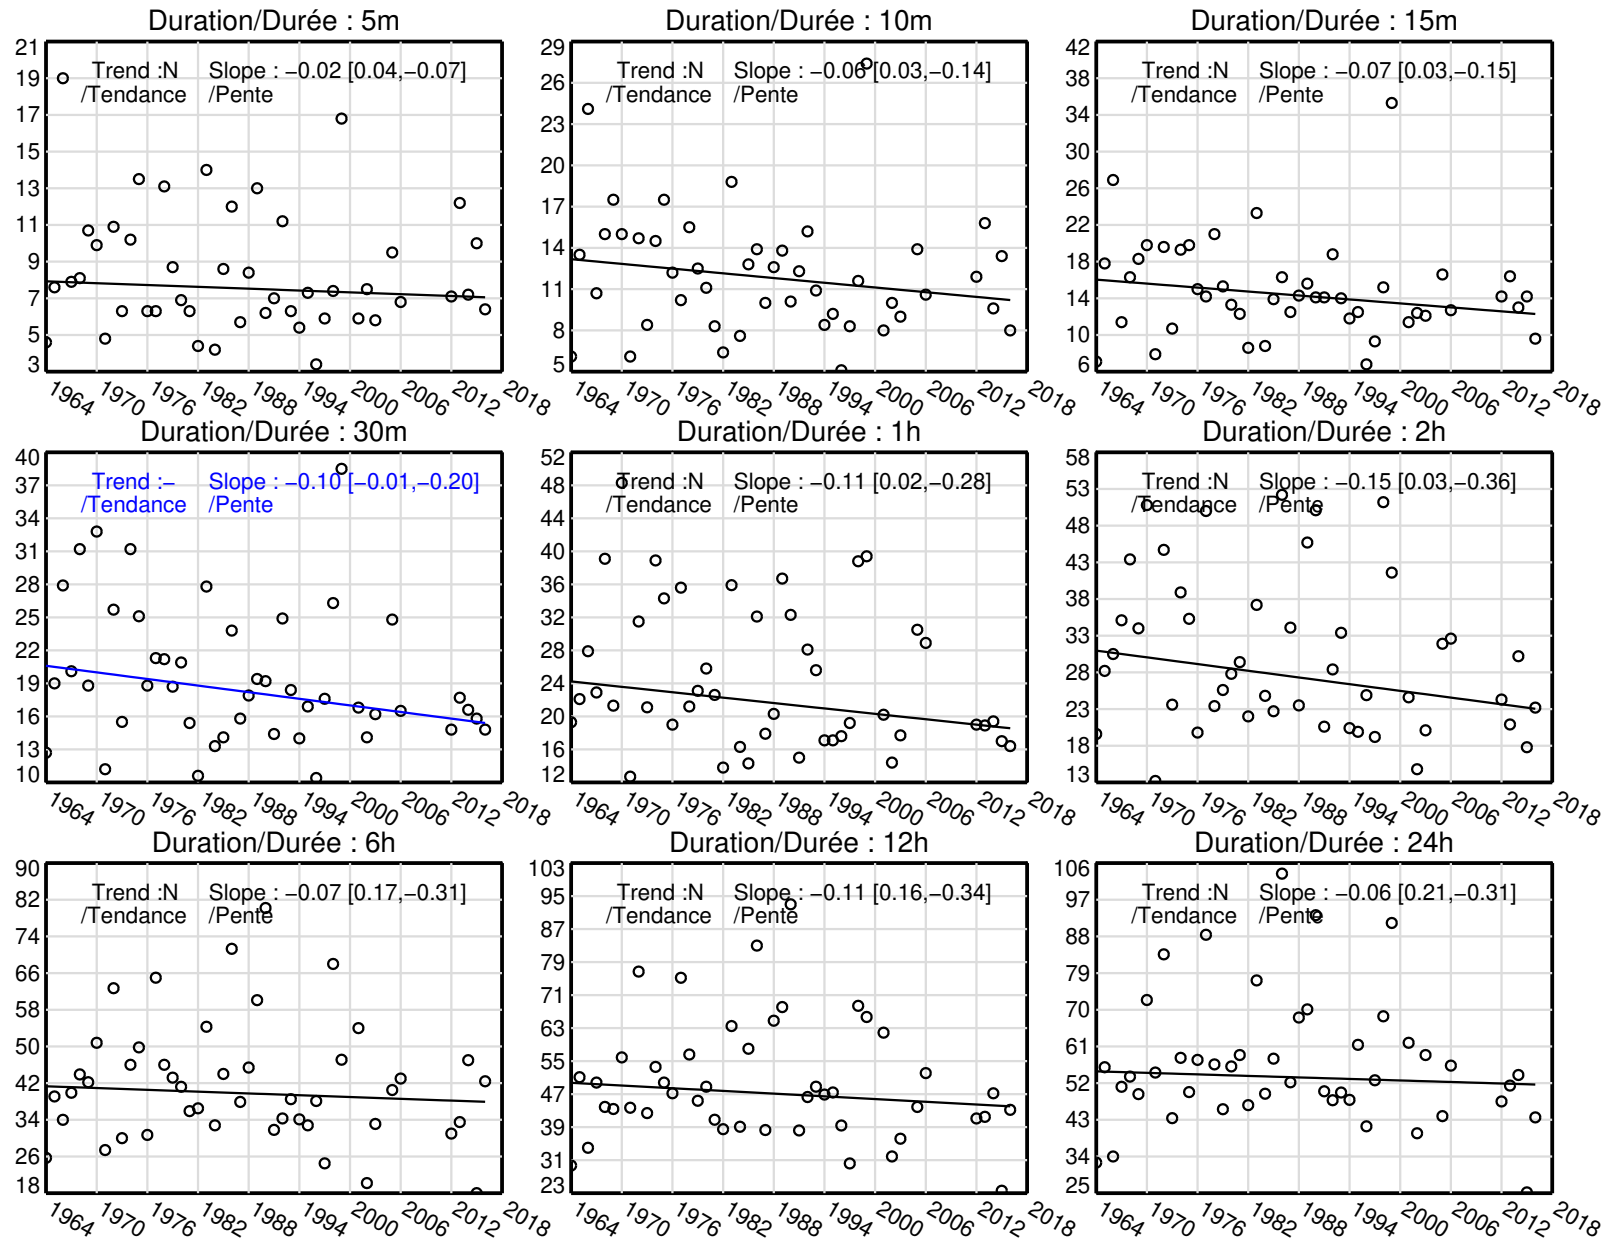 Duration/Durée : 5m
Trend :N Slope : −0.02 [0.04,−0.07]
/Tendance /Pente
21
19
17
15
13
11
9
7
5
3
1964 1970 1976 1982 1988 1994 2000 2006 2012 2018
Duration/Durée : 10m
Trend :N Slope : −0.06 [0.03,−0.14]
/Tendance /Pente
29
26
23
20
17
14
11
8
5
1964 1970 1976 1982 1988 1994 2000 2006 2012 2018
Duration/Durée : 15m
Trend :N Slope : −0.07 [0.03,−0.15]
/Tendance /Pente
42
38
34
30
26
22
18
14
10
6
1964 1970 1976 1982 1988 1994 2000 2006 2012 2018
Duration/Durée : 30m
Trend :− Slope : −0.10 [−0.01,−0.20]
/Tendance /Pente
40
37
34
31
28
25
22
19
16
13
10
1964 1970 1976 1982 1988 1994 2000 2006 2012 2018
Duration/Durée : 1h
Trend :N Slope : −0.11 [0.02,−0.28]
/Tendance /Pente
52
48
44
40
36
32
28
24
20
16
12
1964 1970 1976 1982 1988 1994 2000 2006 2012 2018
Duration/Durée : 2h
Trend :N Slope : −0.15 [0.03,−0.36]
/Tendance /Pente
58
53
48
43
38
33
28
23
18
13
1964 1970 1976 1982 1988 1994 2000 2006 2012 2018
Duration/Durée : 6h
Trend :N Slope : −0.07 [0.17,−0.31]
/Tendance /Pente
90
82
74
66
58
50
42
34
26
18
1964 1970 1976 1982 1988 1994 2000 2006 2012 2018
Duration/Durée : 12h
Trend :N Slope : −0.11 [0.16,−0.34]
/Tendance /Pente
103
95
87
79
71
63
55
47
39
31
23
1964 1970 1976 1982 1988 1994 2000 2006 2012 2018
Duration/Durée : 24h
Trend :N Slope : −0.06 [0.21,−0.31]
/Tendance /Pente
106
97
88
79
70
61
52
43
34
25
1964 1970 1976 1982 1988 1994 2000 2006 2012 2018